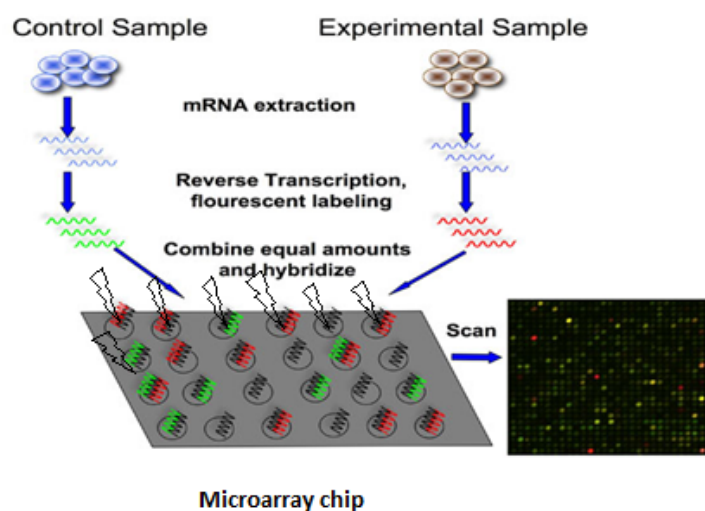 Control Sample
Experimental Sample
mRNA extraction
Reverse Transcription,
flourescent labeling
Combine equal amounts
and hybridize
Scan
Microarray chip